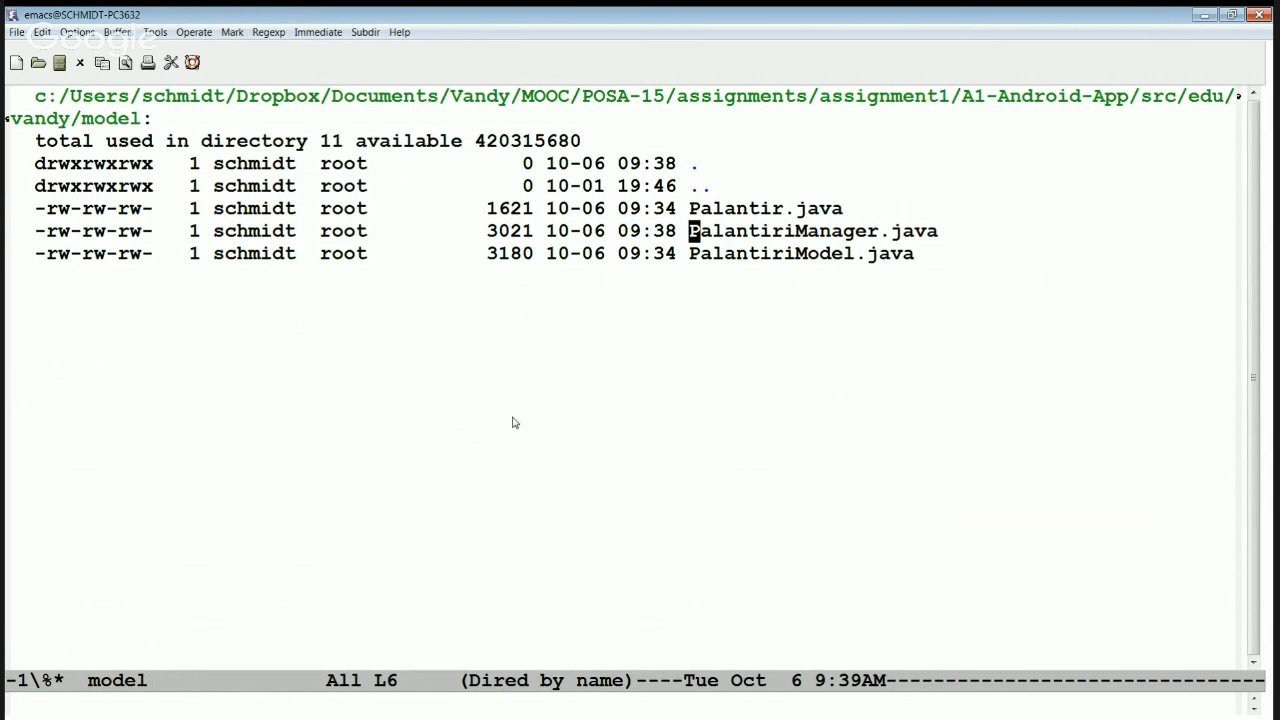 emacs@SCHMIDT-PC3632
File Edit Options Buffer Tools Operate Mark Regexp Immediate Subdir Help
Google
c:/Users/schmidt/Dropbox/Documents/Vandy/MOOC/POSA-15/assignments/assignment1/A1-Android-App/src/edu/
vandy/model:
total used in directory 11 available 420315680
drwxrwxrwx 1 schmidt root 0 10-06 09:38 .
drwxrwxrwx 1 schmidt root 0 10-01 19:46 ..
-rw-rw-rw- 1 schmidt root 1621 10-06 09:34 Palantir.java
-rw-rw-rw- 1 schmidt root 3021 10-06 09:38 PalantiriManager.java
-rw-rw-rw- 1 schmidt root 3180 10-06 09:34 PalantiriModel.java
-1\%* model All L6 (Dired by name)----Tue Oct 6 9:39AM--------------------------------